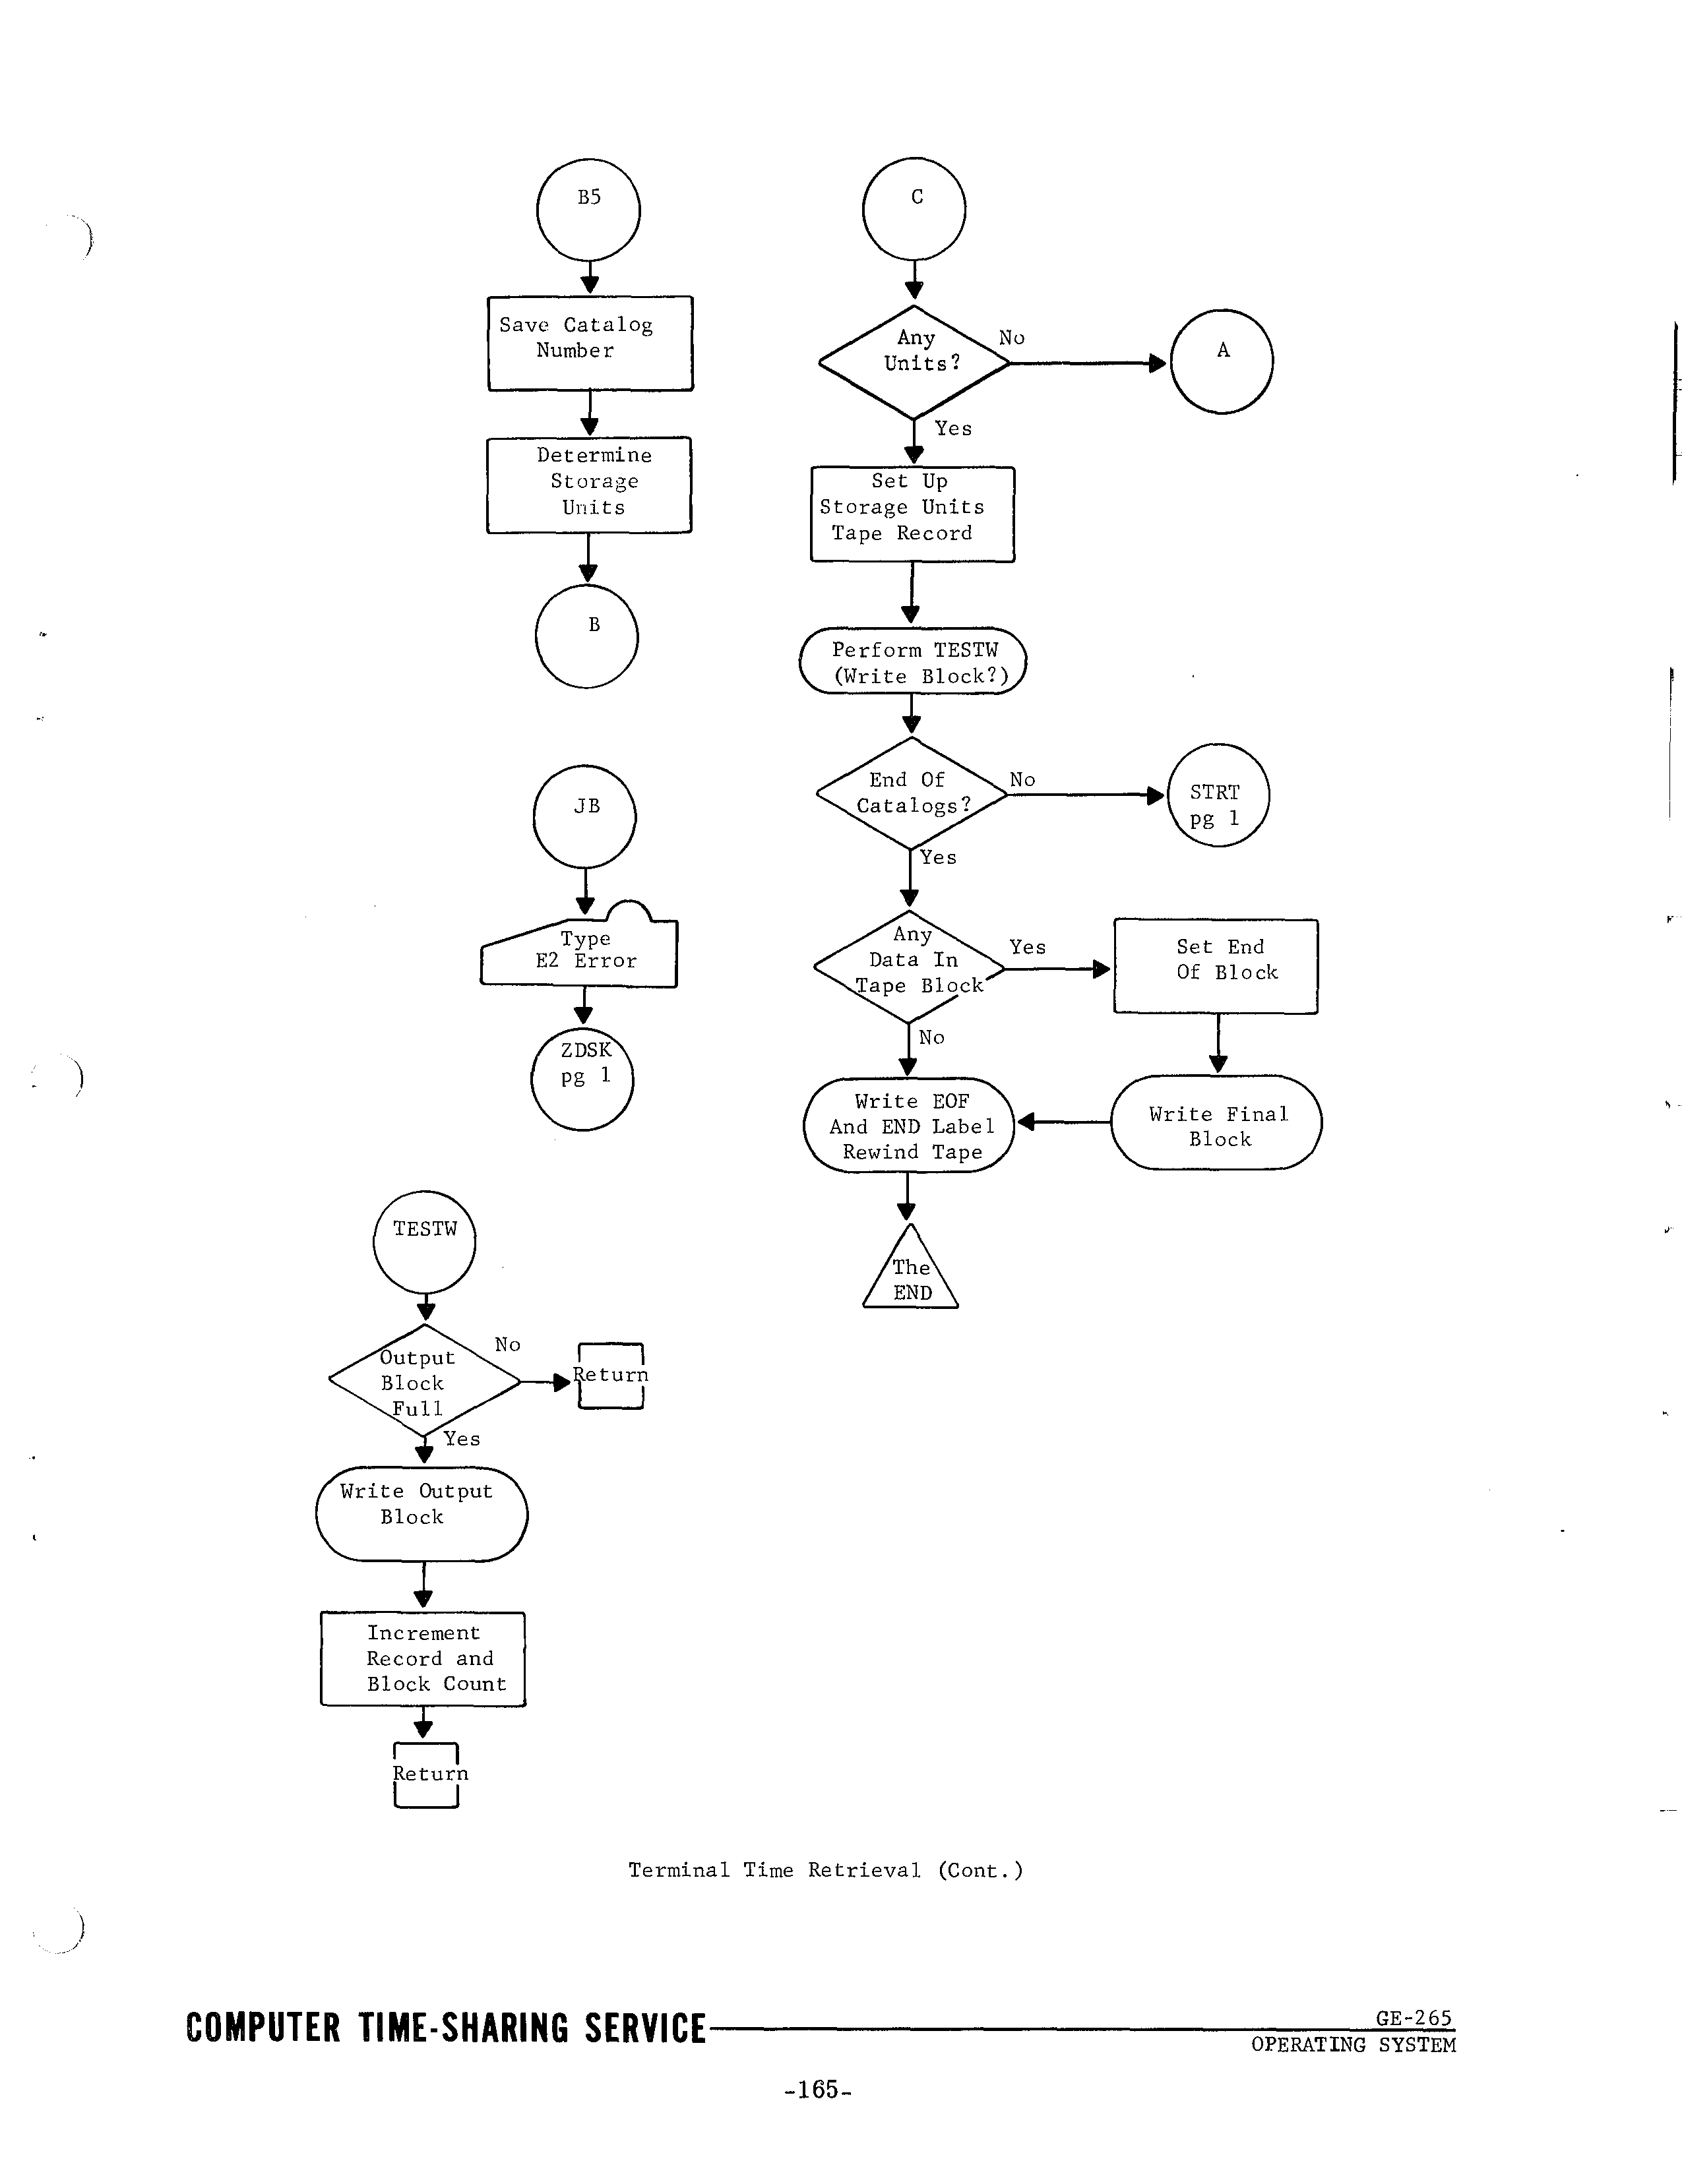 B5
Save Catalog
Number
Determine
Storage
Units
B
JB
Type
E2 Error
ZDSK
pg 1
C
Any
Units?
No
A
Yes
Set Up
Storage Units
Tape Record
Perform TESTW
(Write Block?)
End Of
Catalogs?
No
STRT
pg 1
Yes
Any
Data In
Tape Block
Yes
Set End
Of Block
No
Write Final
Block
Write EOF
And END Label
Rewind Tape
The
END
TESTW
Output
Block
Full
No
Return
Yes
Write Output
Block
Increment
Record and
Block Count
Return
Terminal Time Retrieval (Cont.)
COMPUTER TIME-SHARING SERVICE
GE-265
OPERATING SYSTEM
-165-